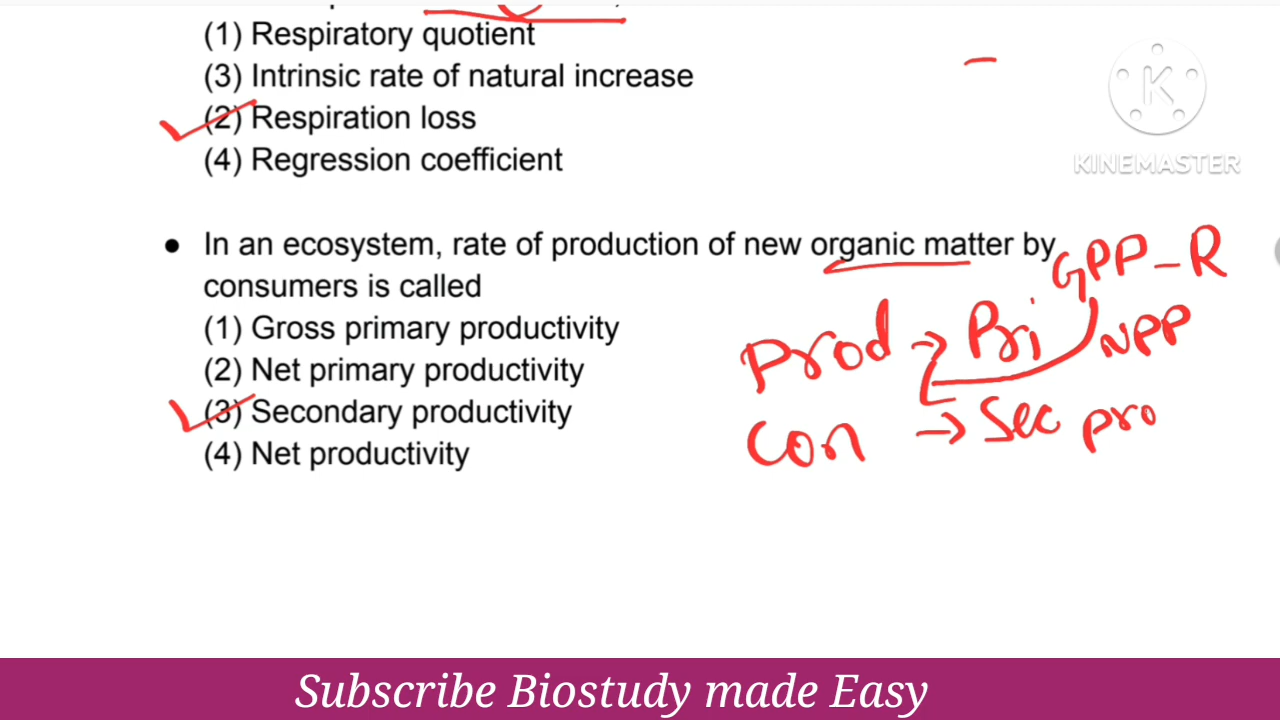 (1) Respiratory quotient
(3) Intrinsic rate of natural increase
(2) Respiration loss
(4) Regression coefficient
K
KINEMASTER
• In an ecosystem, rate of production of new organic matter by
consumers is called
(1) Gross primary productivity
(2) Net primary productivity
(3) Secondary productivity
(4) Net productivity
GPP - R
Prod → Pri NPP
Con → Sec pro
Subscribe Biostudy made Easy